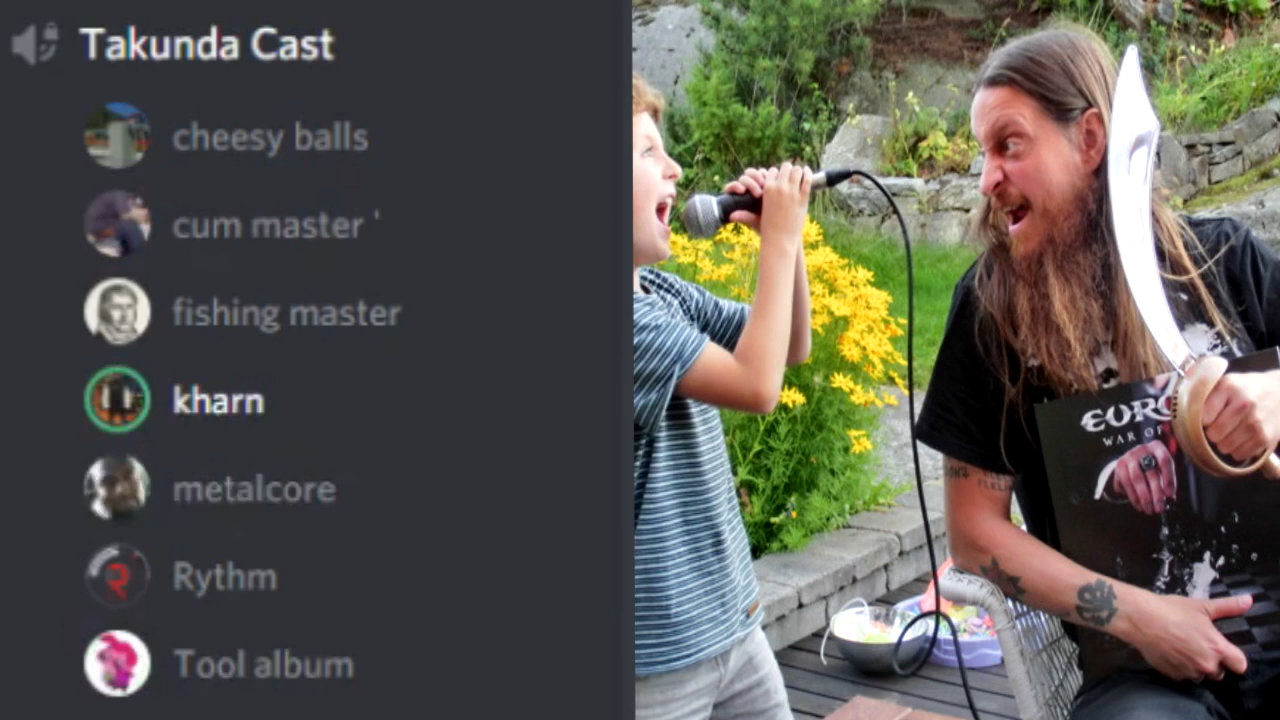 Takunda Cast
cheesy balls
cum master '
fishing master
kharn
metalcore
Rythm
Tool album
WAR OF